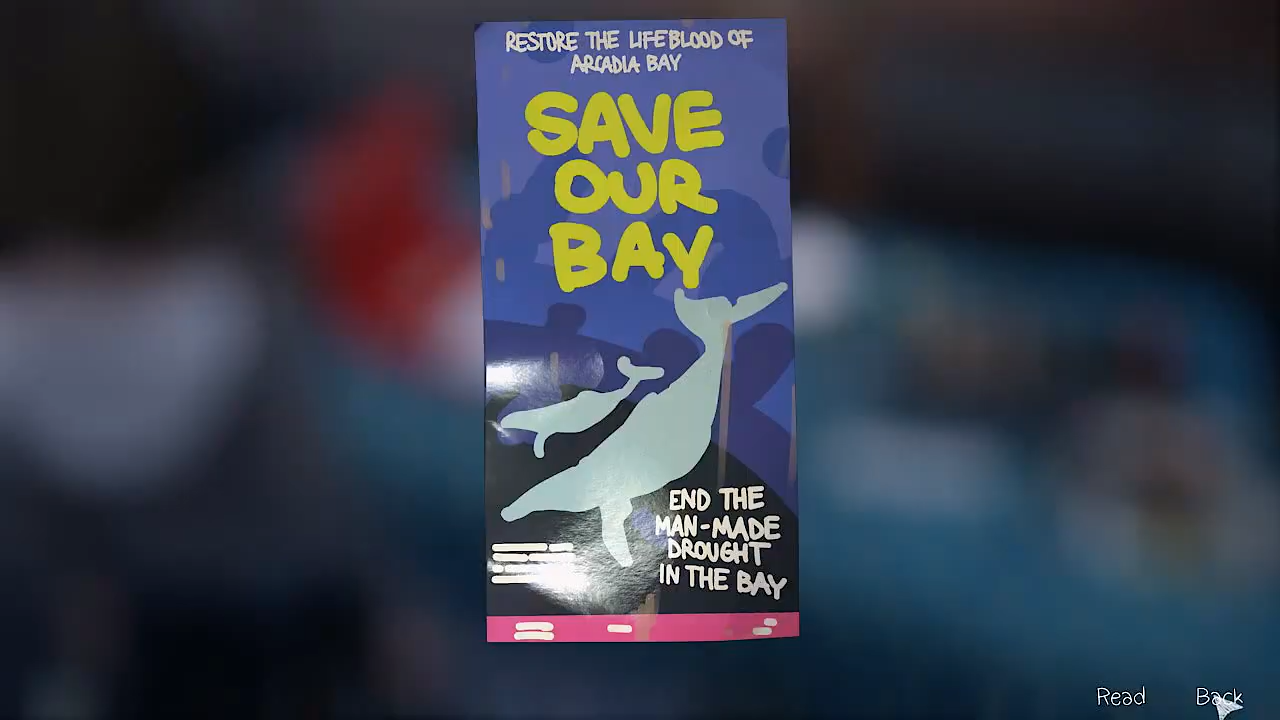 RESTORE THE LIFEBLOOD OF
ARCADIA BAY
SAVE
OUR
BAY
END THE
MAN-MADE
DROUGHT
IN THE BAY
Read Back